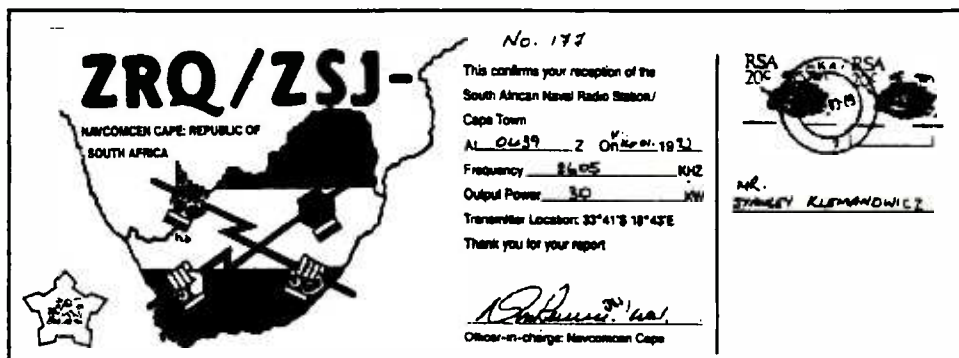 ZRQ/ZSJ-
NAVCOMCEN CAPE: REPUBLIC OF
SOUTH AFRICA
No. 177
This confirms your reception of the
South African Naval Radio Station/
Cape Town
At 0439 Z On 19
Frequency 8605 KHZ
Output Power 30 KW
Transmitter Location: 33°41'S 18°43'E
Thank you for your report
Officer-in-charge: Navcomcen Cape
RSA RSA
20c 20c
MR.
STANLEY KLEMANOWICZ